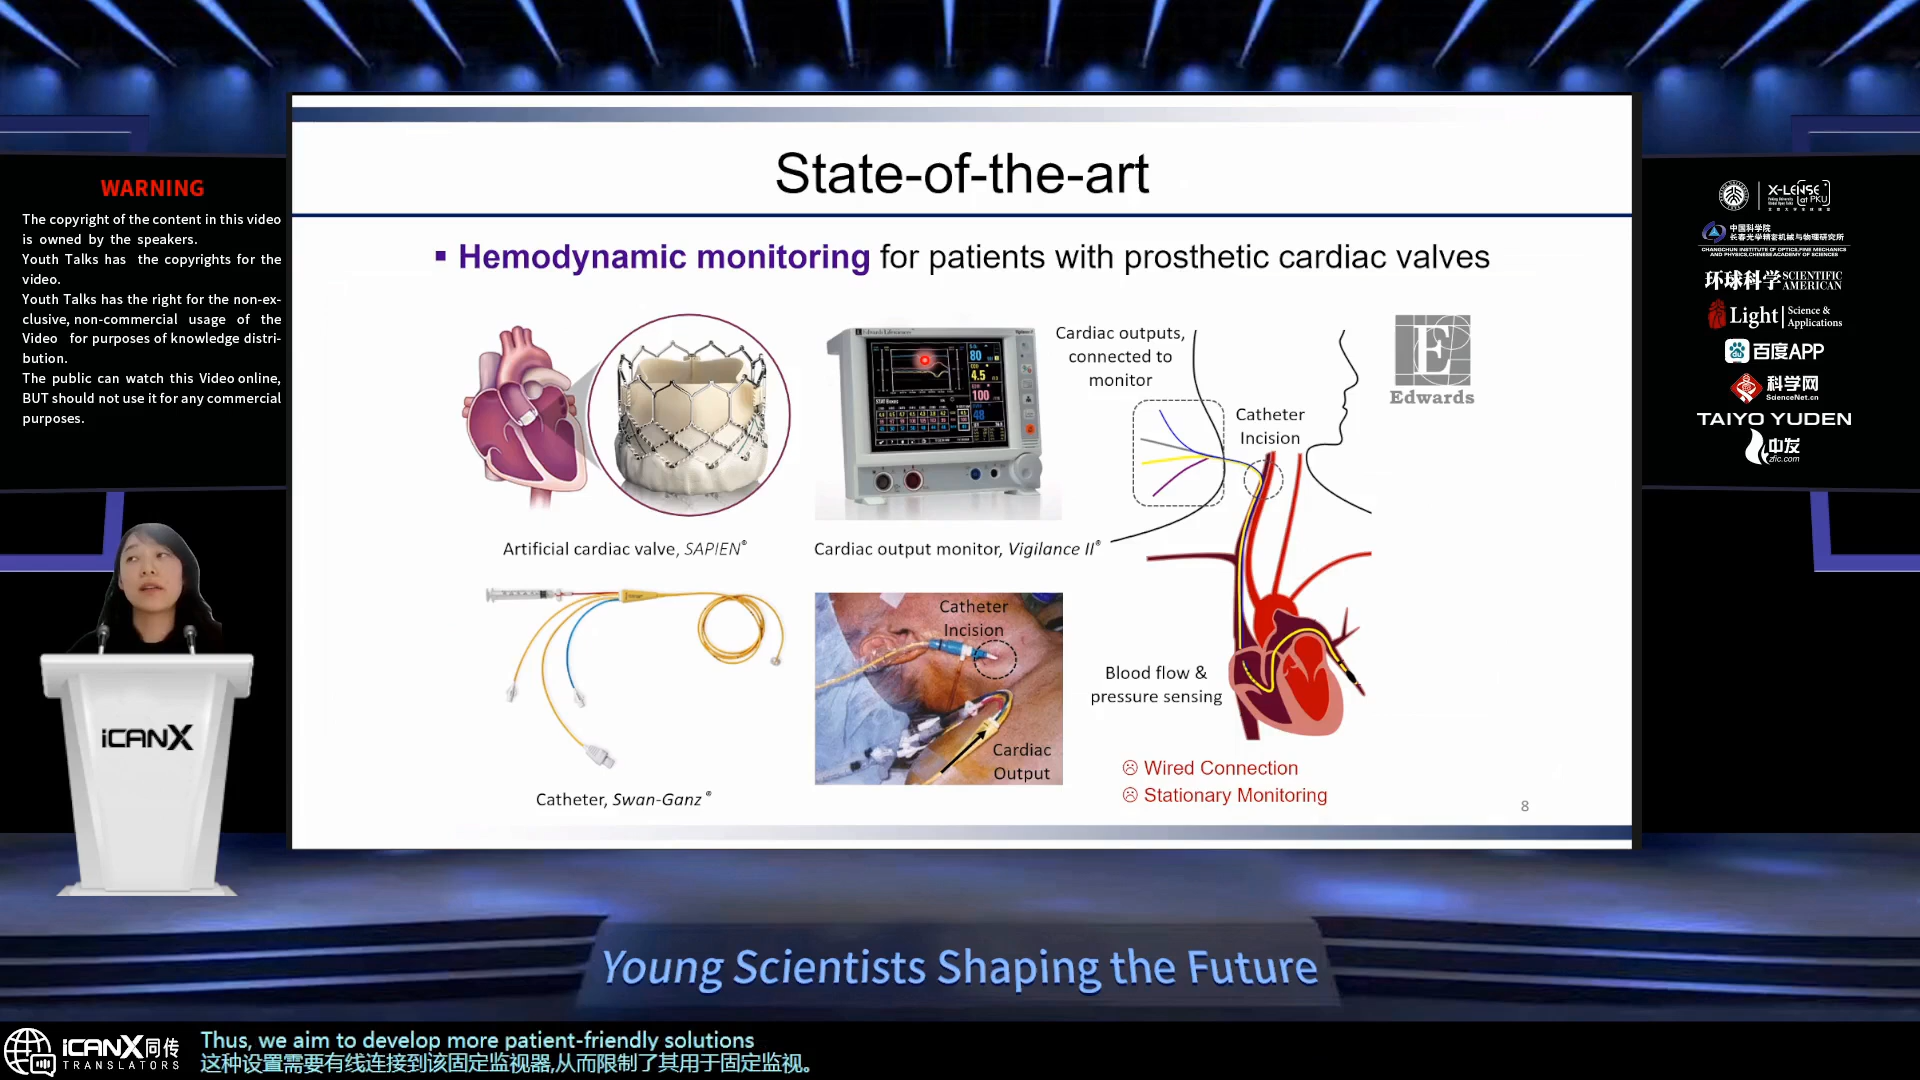 WARNING
The copyright of the content in this video
is owned by the speakers.
Youth Talks has the copyrights for the
video.
Youth Talks has the right for the non-ex-
clusive, non-commercial usage of the
Video for purposes of knowledge distri-
bution.
The public can watch this Video online,
BUT should not use it for any commercial
purposes.
iCANX
State-of-the-art
▪ Hemodynamic monitoring for patients with prosthetic cardiac valves
Artificial cardiac valve, SAPIEN®
80
4.5
100
48
Cardiac output monitor, Vigilance II®
Cardiac outputs,
connected to
monitor
Catheter
Incision
E
Edwards
Catheter, Swan-Ganz®
Catheter
Incision
Cardiac
Output
Blood flow &
pressure sensing
☹ Wired Connection
☹ Stationary Monitoring
8
X-LENSE
at PKU
中国科学院
长春光学精密机械与物理研究所
CHANGCHUN INSTITUTE OF OPTICS, FINE MECHANICS
AND PHYSICS, CHINESE ACADEMY OF SCIENCES
环球科学 SCIENTIFIC AMERICAN
Light Science & Applications
百度APP
科学网
ScienceNet.cn
TAIYO YUDEN
中发
zfic.com
Young Scientists Shaping the Future
iCANX同传
TRANSLATORS
Thus, we aim to develop more patient-friendly solutions
这种设置需要有线连接到该固定监视器,从而限制了其用于固定监视。